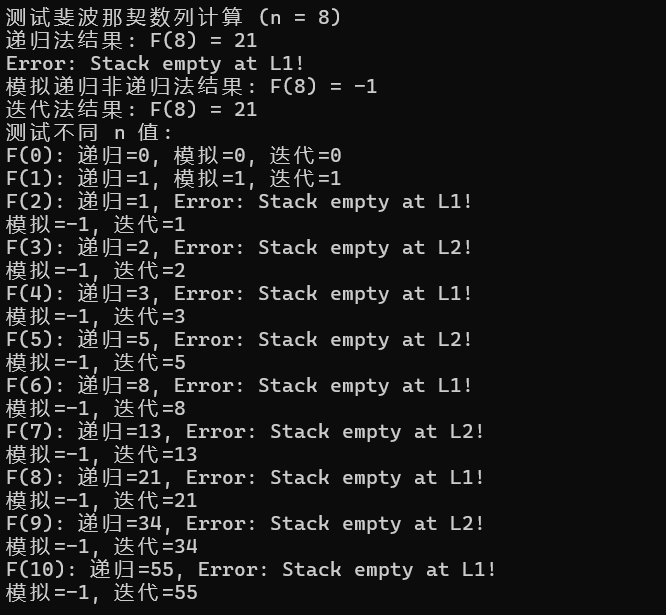 测试斐波那契数列计算 (n = 8)
递归法结果: F(8) = 21
Error: Stack empty at L1!
模拟递归非递归法结果: F(8) = -1
迭代法结果: F(8) = 21
测试不同 n 值:
F(0): 递归=0, 模拟=0, 迭代=0
F(1): 递归=1, 模拟=1, 迭代=1
F(2): 递归=1, Error: Stack empty at L1!
模拟=-1, 迭代=1
F(3): 递归=2, Error: Stack empty at L2!
模拟=-1, 迭代=2
F(4): 递归=3, Error: Stack empty at L1!
模拟=-1, 迭代=3
F(5): 递归=5, Error: Stack empty at L2!
模拟=-1, 迭代=5
F(6): 递归=8, Error: Stack empty at L1!
模拟=-1, 迭代=8
F(7): 递归=13, Error: Stack empty at L2!
模拟=-1, 迭代=13
F(8): 递归=21, Error: Stack empty at L1!
模拟=-1, 迭代=21
F(9): 递归=34, Error: Stack empty at L2!
模拟=-1, 迭代=34
F(10): 递归=55, Error: Stack empty at L1!
模拟=-1, 迭代=55